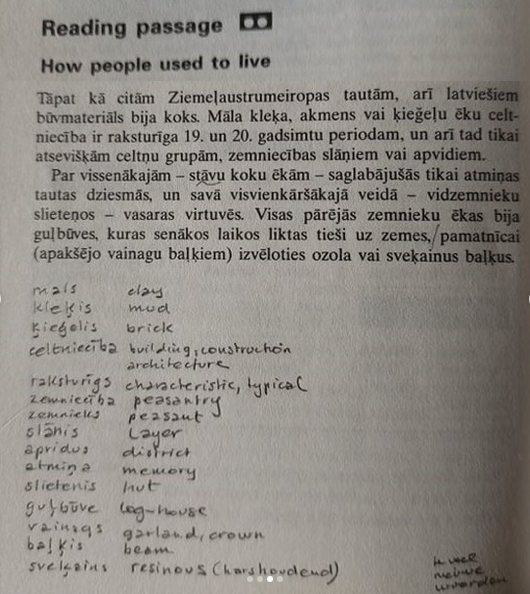 Reading passage
How people used to live
Tāpat kā citām Ziemeļaustrumeiropas tautām, arī latviešiem
būvmateriāls bija koks. Māla kleķa, akmens vai ķieģeļu ēku celt-
niecība ir raksturīga 19. un 20. gadsimtu periodam, un arī tad tikai
atsevišķām celtņu grupām, zemniecības slāņiem vai apvidiem.
Par vissenākajām – stāvu koku ēkām – saglabājušās tikai atmiņas
tautas dziesmās, un savā visvienkāršākajā veidā – vidzemnieku
slieteņos – vasaras virtuvēs. Visas pārējās zemnieku ēkas bija
guļbūves, kuras senākos laikos liktas tieši uz zemes, pamatnīcai
(apakšējo vainagu baļķiem) izvēloties ozola vai sveķainus baļķus.
māls clay
kleķis mud
ķieģelis brick
celtniecība building, construction
architecture
raksturīgs characteristic, typical
zemniecība peasantry
zemnieks peasant
slānis layer
apvidus district
atmiņa memory
slietenis hut
guļbūve log-house
vainags garland, crown
baļķis beam
sveķains resinous (harshoudend)
nieuwe
woorden